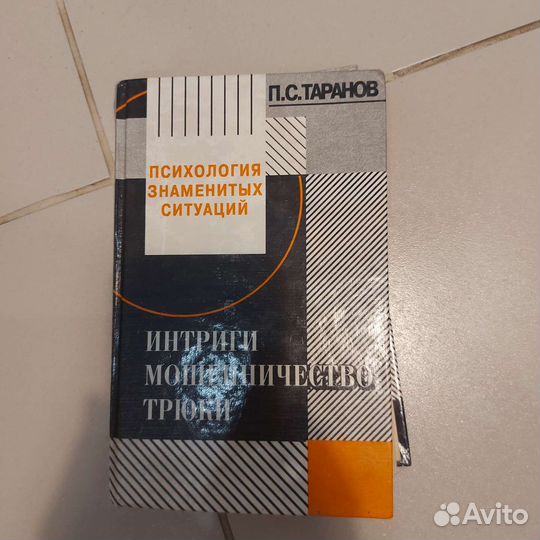 П.С.ТАРАНОВ
ПСИХОЛОГИЯ
ЗНАМЕНИТЫХ
СИТУАЦИЙ
ИНТРИГИ
МОШЕННИЧЕСТВО
ТРЮКИ
Avito